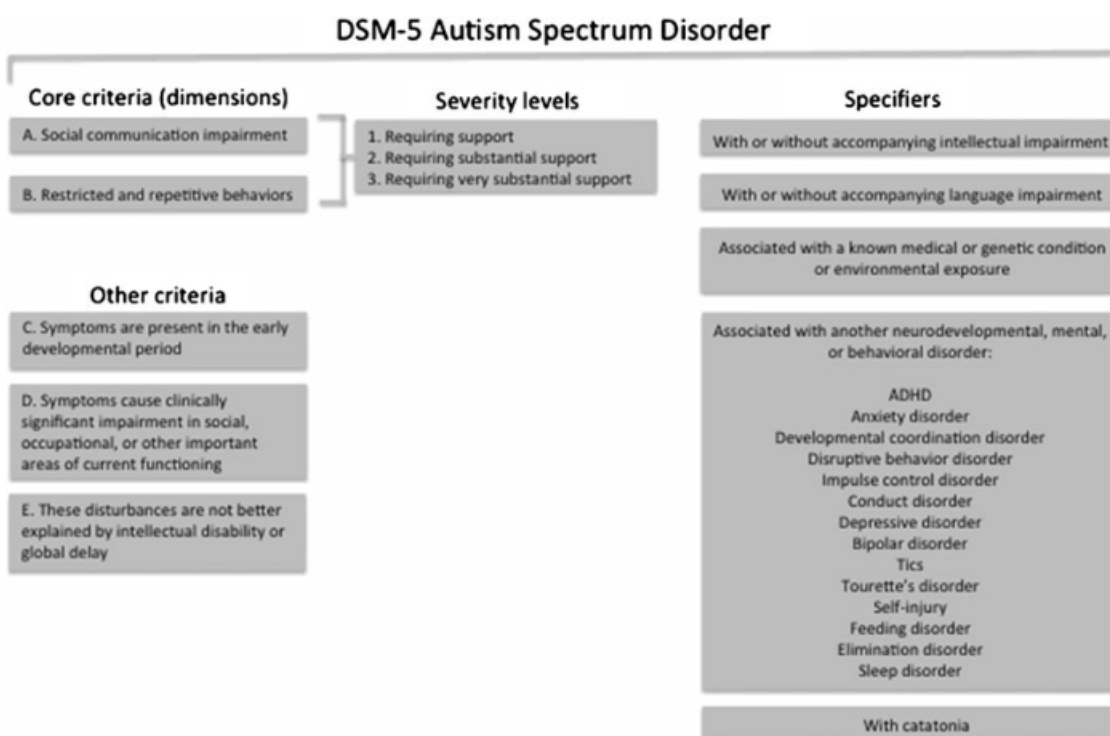 DSM-5 Autism Spectrum Disorder
Core criteria (dimensions)
A. Social communication impairment
B. Restricted and repetitive behaviors
Severity levels
1. Requiring support
2. Requiring substantial support
3. Requiring very substantial support
Other criteria
C. Symptoms are present in the early
developmental period
D. Symptoms cause clinically
significant impairment in social,
occupational, or other important
areas of current functioning
E. These disturbances are not better
explained by intellectual disability or
global delay
Specifiers
With or without accompanying intellectual impairment
With or without accompanying language impairment
Associated with a known medical or genetic condition
or environmental exposure
Associated with another neurodevelopmental, mental,
or behavioral disorder:
ADHD
Anxiety disorder
Developmental coordination disorder
Disruptive behavior disorder
Impulse control disorder
Conduct disorder
Depressive disorder
Bipolar disorder
Tics
Tourette's disorder
Self-injury
Feeding disorder
Elimination disorder
Sleep disorder
With catatonia